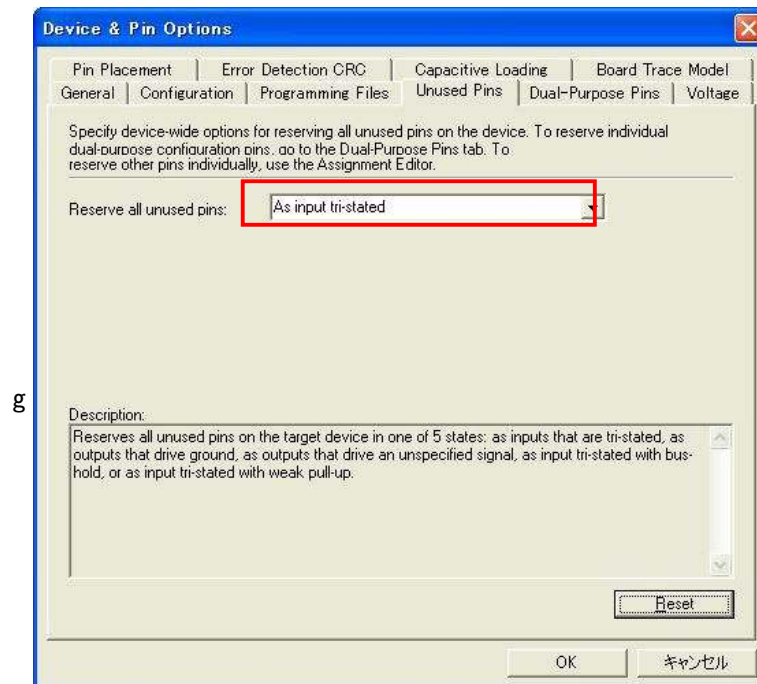 Device & Pin Options
Pin Placement
Error Detection CRC
Capacitive Loading
Board Trace Model
General
Configuration
Programming Files
Unused Pins
Dual-Purpose Pins
Voltage
Specify device-wide options for reserving all unused pins on the device. To reserve individual
dual-purpose configuration pins, go to the Dual-Purpose Pins tab. To
reserve other pins individually, use the Assignment Editor.
Reserve all unused pins:
As input tri-stated
g
Description:
Reserves all unused pins on the target device in one of 5 states: as inputs that are tri-stated, as
outputs that drive ground, as outputs that drive an unspecified signal, as input tri-stated with bus-
hold, or as input tri-stated with weak pull-up.
Reset
OK
キャンセル